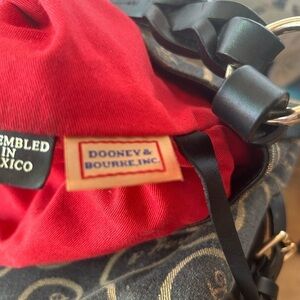 EMBLED
IN
XICO
DOONEY &
BOURKE, INC.